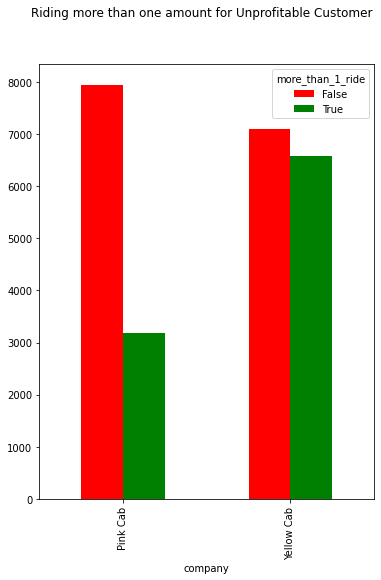 Riding more than one amount for Unprofitable Customer
more_than_1_ride
False
True
8000
7000
6000
5000
4000
3000
2000
1000
0
Pink Cab
Yellow Cab
company